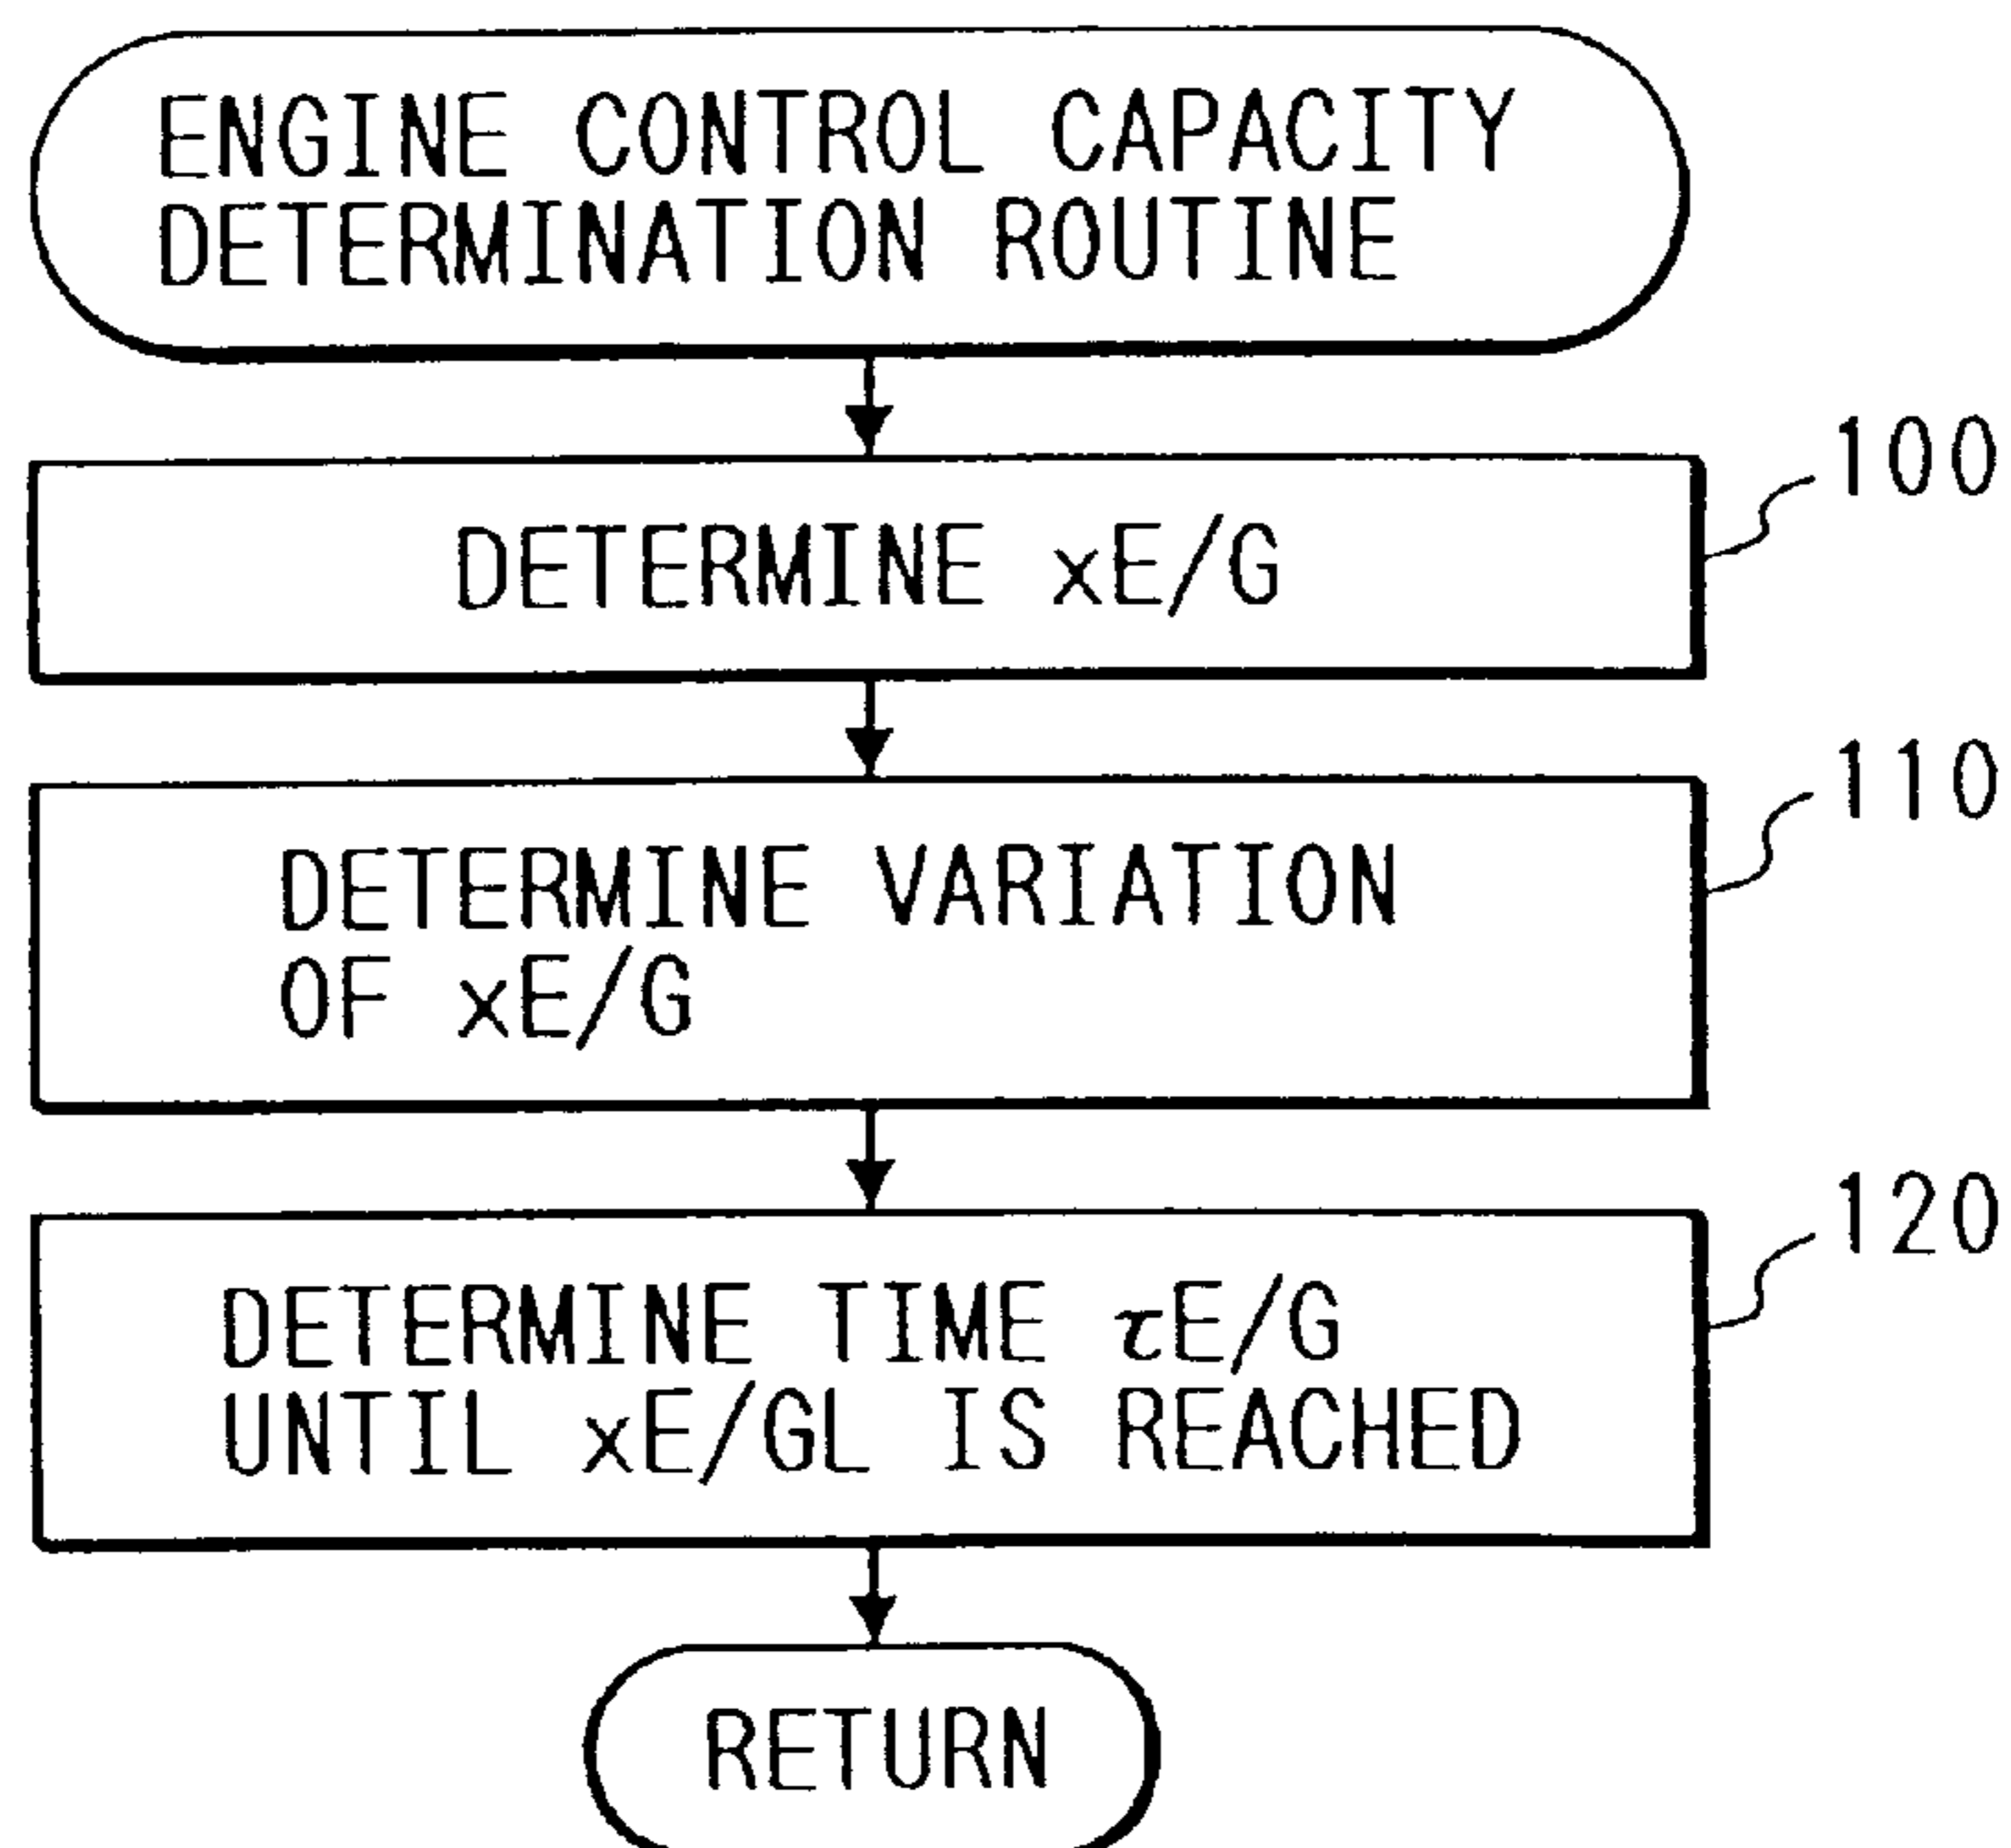 ENGINE CONTROL CAPACITY
DETERMINATION ROUTINE
100
DETERMINE xE/G
110
DETERMINE VARIATION
OF xE/G
120
DETERMINE TIME τE/G
UNTIL xE/GL IS REACHED
RETURN